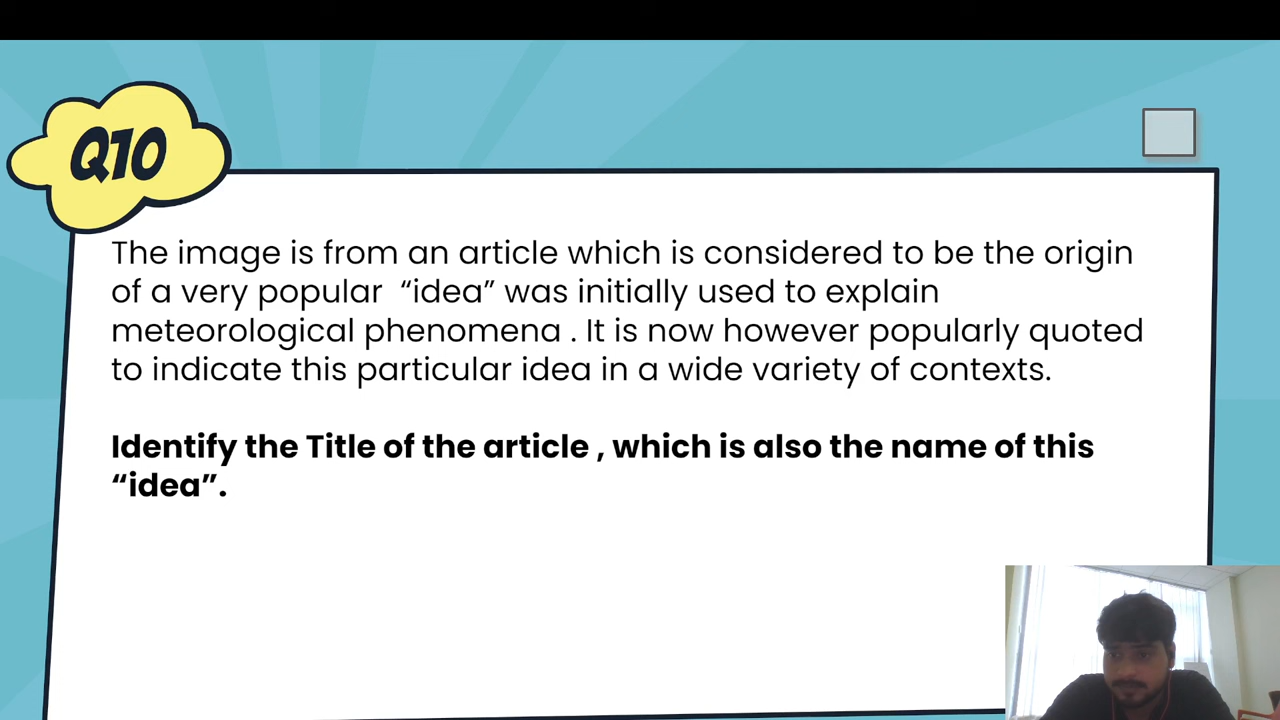 Q10
The image is from an article which is considered to be the origin
of a very popular “idea” was initially used to explain
meteorological phenomena . It is now however popularly quoted
to indicate this particular idea in a wide variety of contexts.
Identify the Title of the article , which is also the name of this
“idea”.